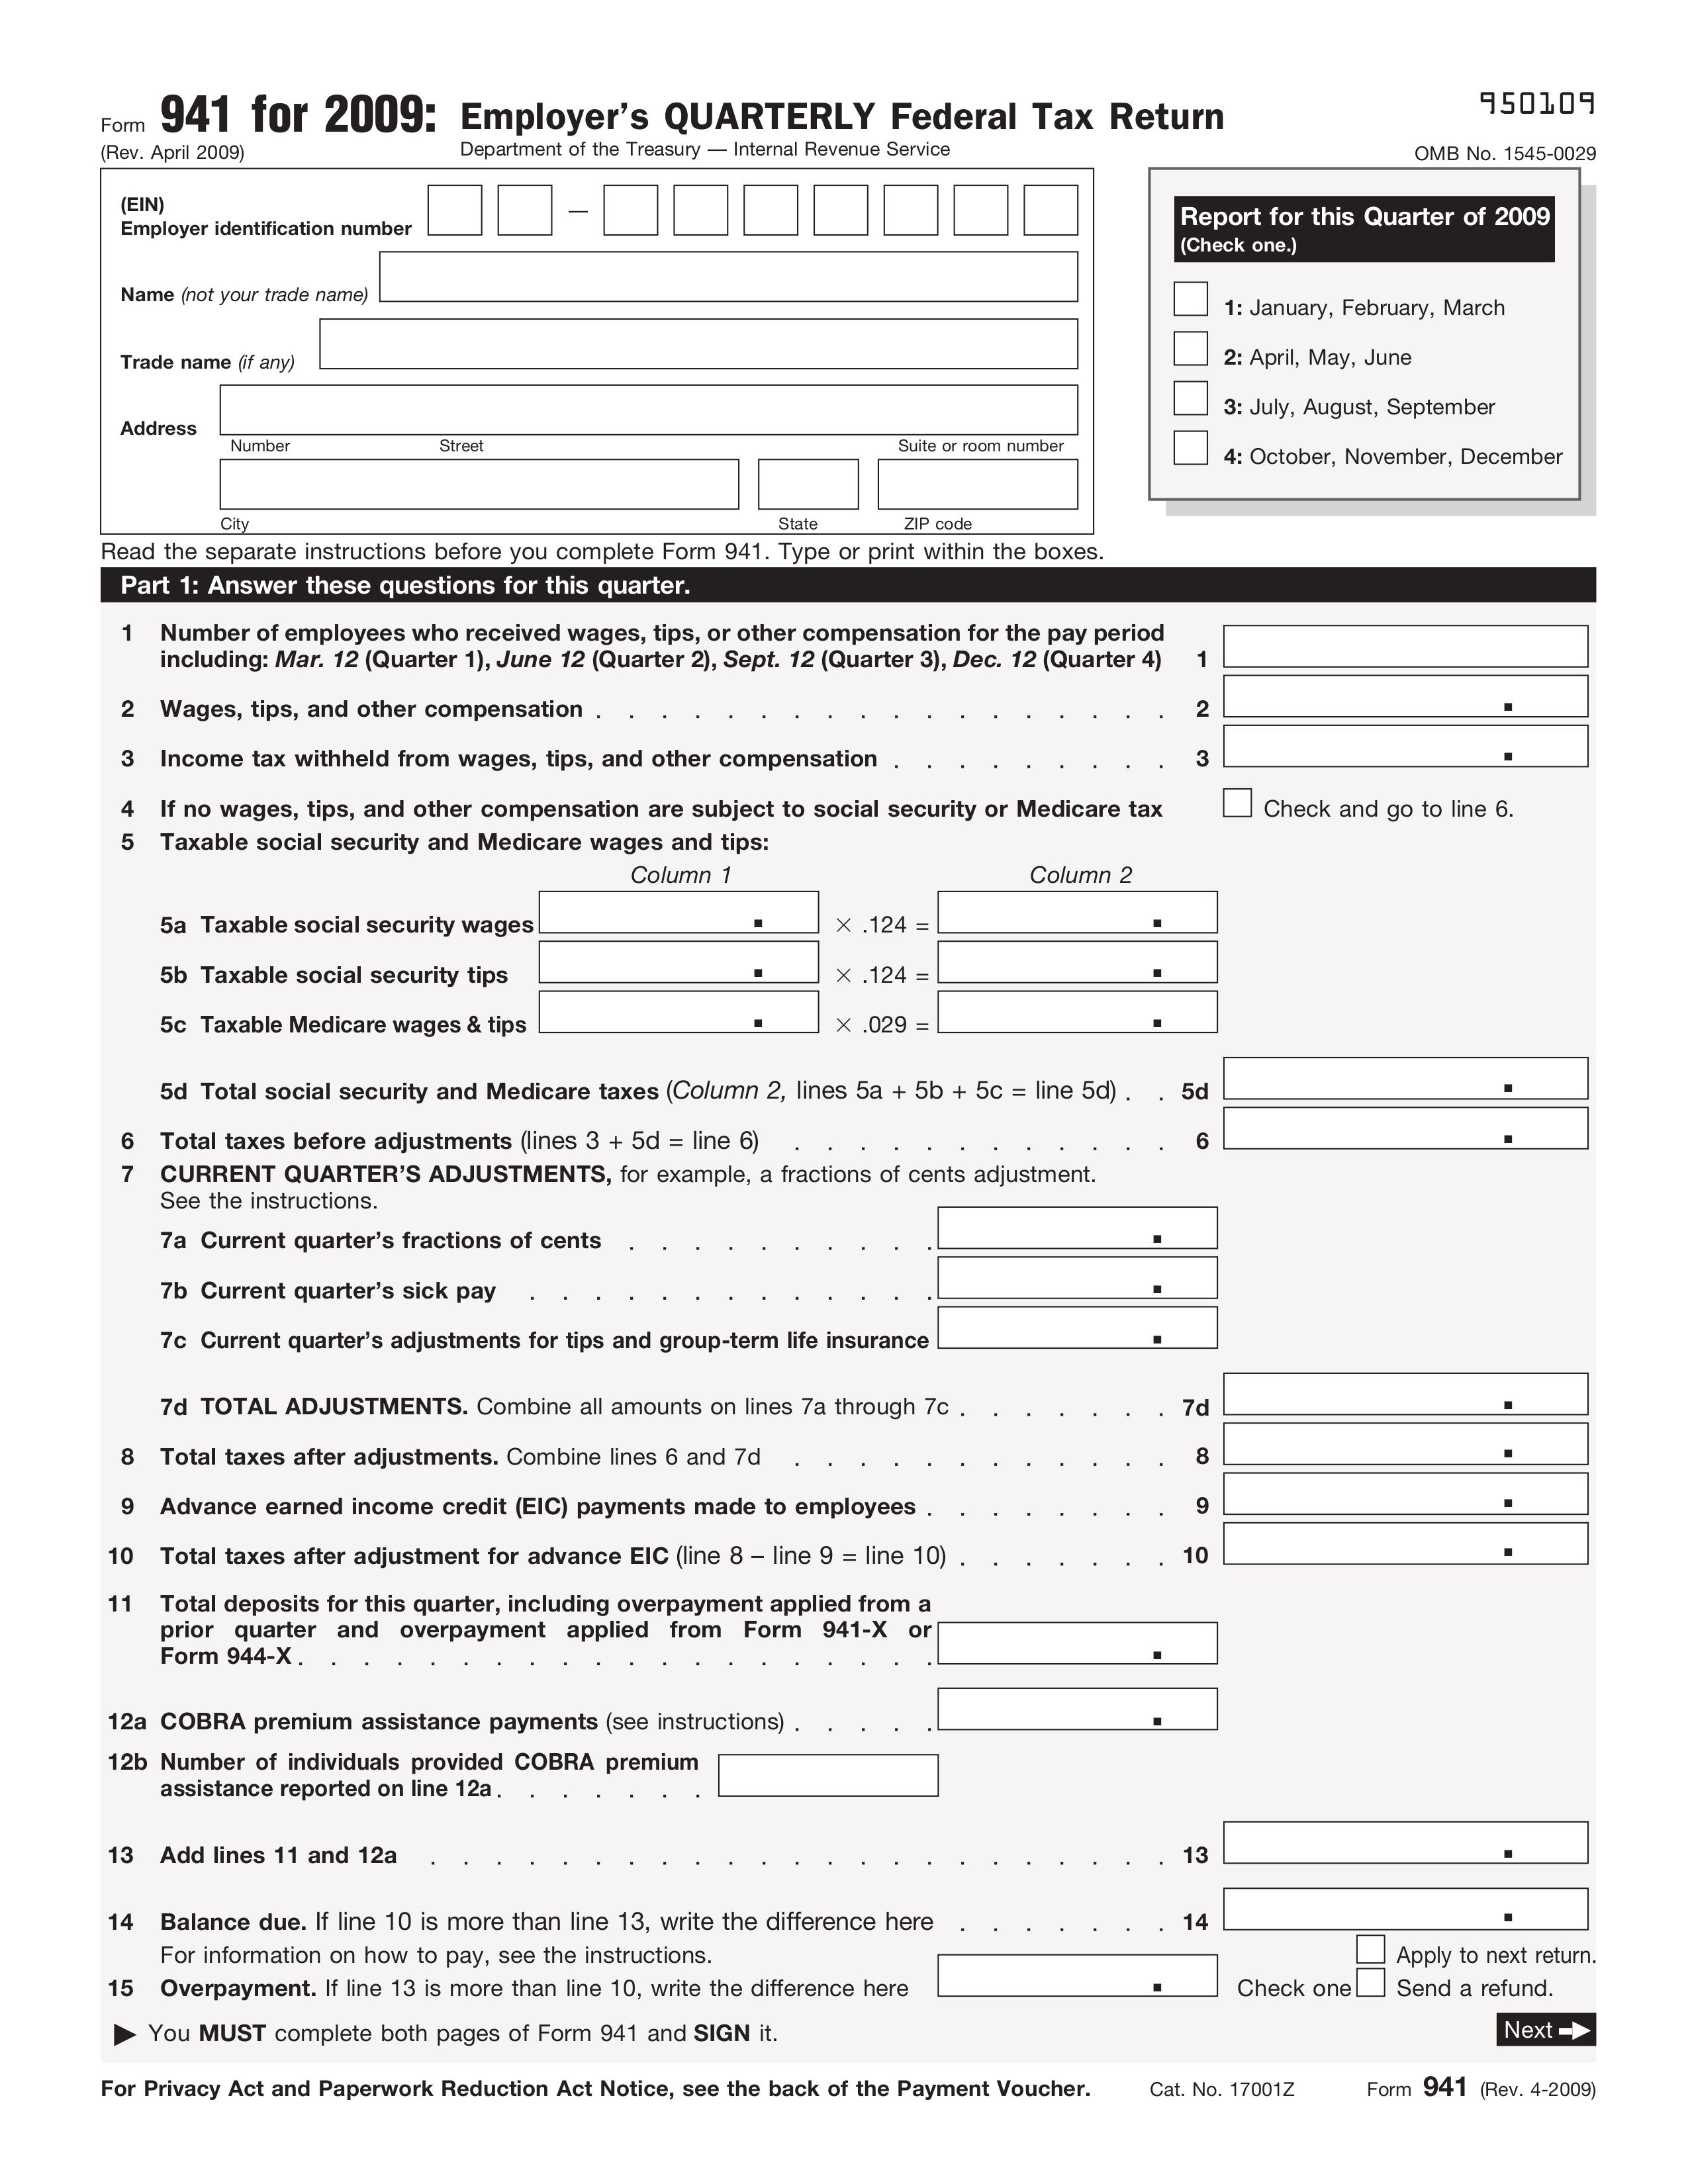 Form 941 for 2009: Employer's QUARTERLY Federal Tax Return
950109
(Rev. April 2009)
Department of the Treasury — Internal Revenue Service
OMB No. 1545-0029
(EIN)
Employer identification number
—
Name (not your trade name)
Trade name (if any)
Address
Number Street Suite or room number
City State ZIP code
Report for this Quarter of 2009
(Check one.)
1: January, February, March
2: April, May, June
3: July, August, September
4: October, November, December
Read the separate instructions before you complete Form 941. Type or print within the boxes.
Part 1: Answer these questions for this quarter.
1 Number of employees who received wages, tips, or other compensation for the pay period
including: Mar. 12 (Quarter 1), June 12 (Quarter 2), Sept. 12 (Quarter 3), Dec. 12 (Quarter 4) 1
2 Wages, tips, and other compensation . . . . . . . . . . . . . . . . . . 2 .
3 Income tax withheld from wages, tips, and other compensation . . . . . . . . . 3 .
4 If no wages, tips, and other compensation are subject to social security or Medicare tax Check and go to line 6.
5 Taxable social security and Medicare wages and tips:
Column 1 Column 2
5a Taxable social security wages . × .124 = .
5b Taxable social security tips . × .124 = .
5c Taxable Medicare wages & tips . × .029 = .
5d Total social security and Medicare taxes (Column 2, lines 5a + 5b + 5c = line 5d) . . 5d .
6 Total taxes before adjustments (lines 3 + 5d = line 6) . . . . . . . . . . . . 6 .
7 CURRENT QUARTER'S ADJUSTMENTS, for example, a fractions of cents adjustment.
See the instructions.
7a Current quarter's fractions of cents . . . . . . . . . . .
7b Current quarter's sick pay . . . . . . . . . . . . . .
7c Current quarter's adjustments for tips and group-term life insurance .
7d TOTAL ADJUSTMENTS. Combine all amounts on lines 7a through 7c . . . . . . . 7d .
8 Total taxes after adjustments. Combine lines 6 and 7d . . . . . . . . . . . . 8 .
9 Advance earned income credit (EIC) payments made to employees . . . . . . . . 9 .
10 Total taxes after adjustment for advance EIC (line 8 – line 9 = line 10) . . . . . . . 10 .
11 Total deposits for this quarter, including overpayment applied from a
prior quarter and overpayment applied from Form 941-X or
Form 944-X . . . . . . . . . . . . . . . . . . . . .
12a COBRA premium assistance payments (see instructions) . . . . . .
12b Number of individuals provided COBRA premium
assistance reported on line 12a . . . . . . .
13 Add lines 11 and 12a . . . . . . . . . . . . . . . . . . . . . . . 13 .
14 Balance due. If line 10 is more than line 13, write the difference here . . . . . . . 14 .
For information on how to pay, see the instructions.
Apply to next return.
15 Overpayment. If line 13 is more than line 10, write the difference here . Check one Send a refund.
▶ You MUST complete both pages of Form 941 and SIGN it.
Next
For Privacy Act and Paperwork Reduction Act Notice, see the back of the Payment Voucher. Cat. No. 17001Z Form 941 (Rev. 4-2009)